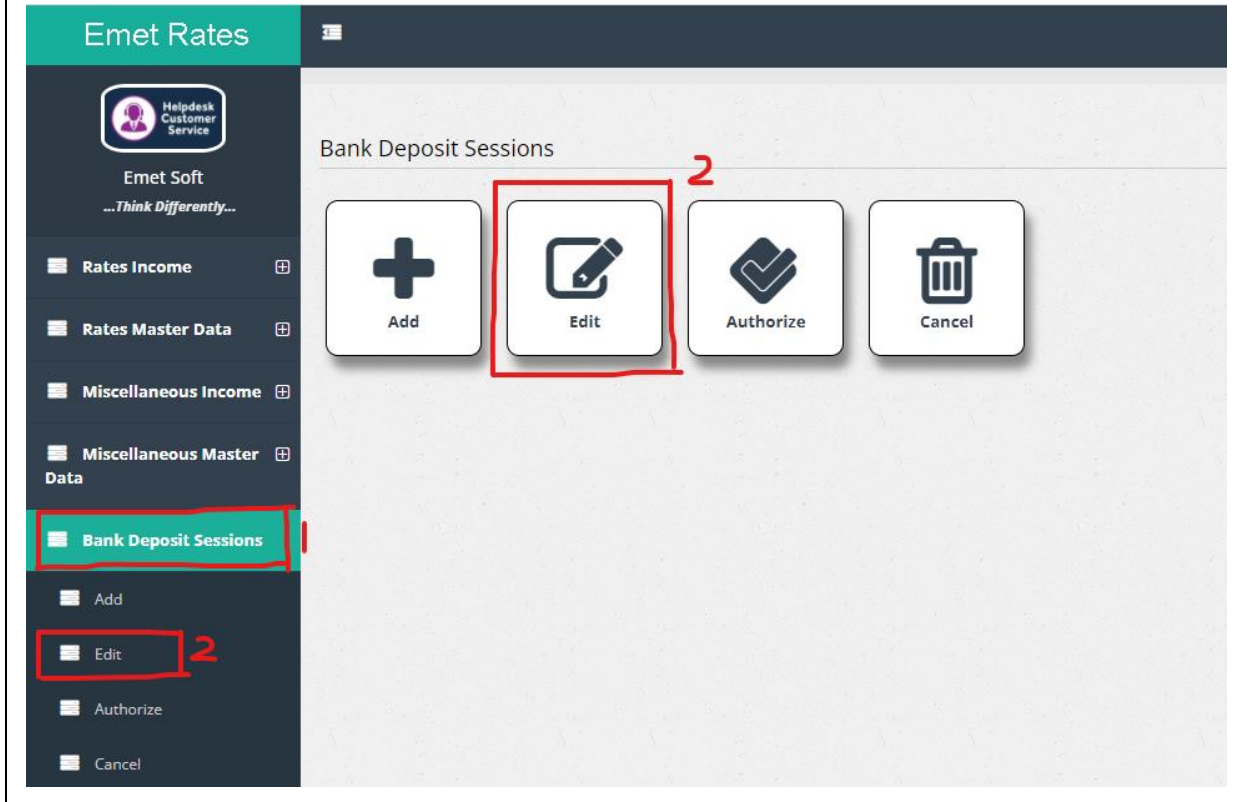 Emet Rates
Helpdesk
Customer
Service
Emet Soft
...Think Differently...
Rates Income
Rates Master Data
Miscellaneous Income
Miscellaneous Master
Data
Bank Deposit Sessions
1
Add
Edit
2
Authorize
Cancel
Bank Deposit Sessions
2
Add
Edit
Authorize
Cancel